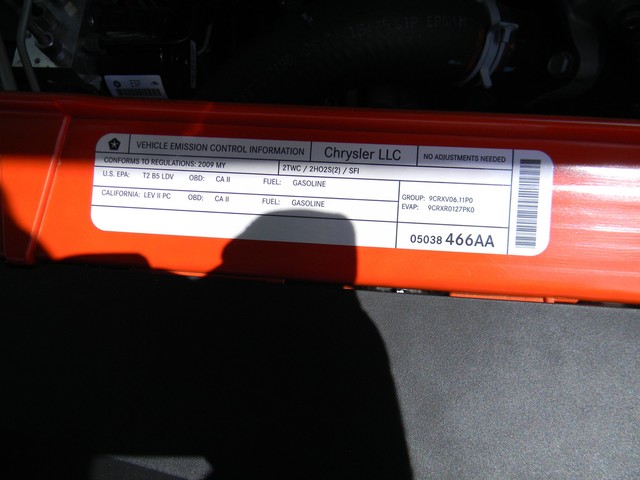 ESP
VEHICLE EMISSION CONTROL INFORMATION Chrysler LLC NO ADJUSTMENTS NEEDED
CONFORMS TO REGULATIONS: 2009 MY 2TWC / 2HO2S(2) / SFI
U.S. EPA: T2 B5 LDV OBD: CA II FUEL: GASOLINE
CALIFORNIA: LEV II PC OBD: CA II FUEL: GASOLINE
GROUP: 9CRXV06.11P0
EVAP: 9CRXR0127PK0
05038 466AA